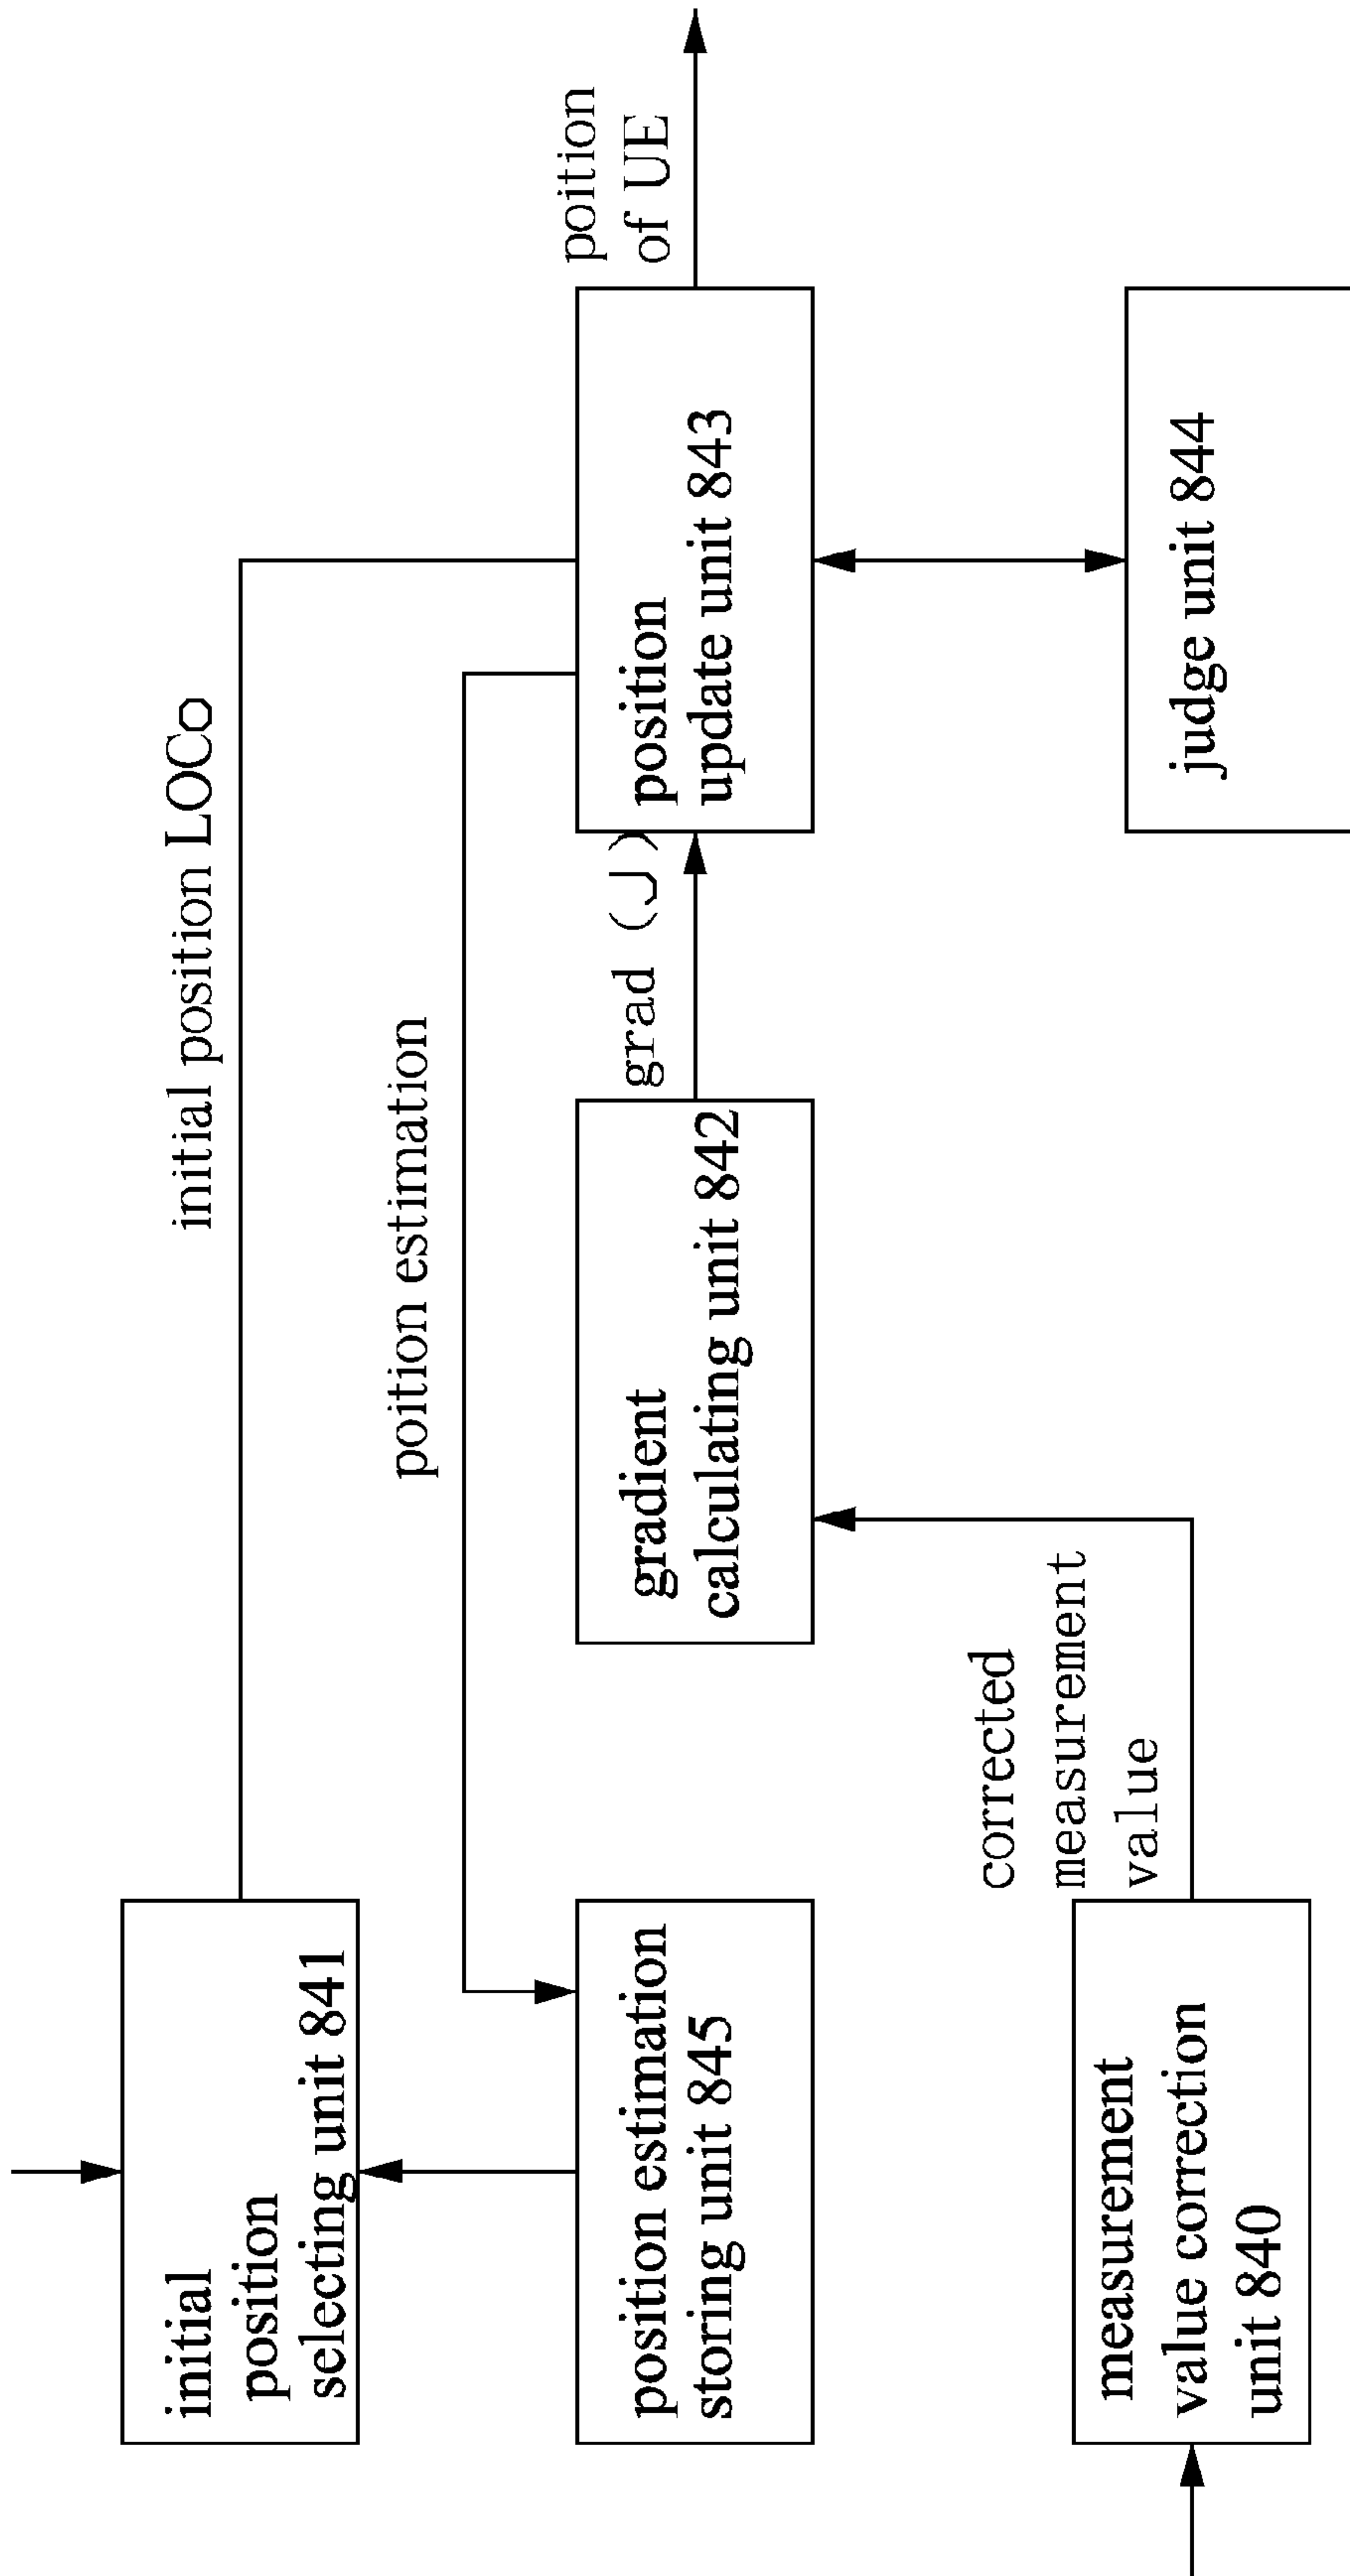 initial
position
selecting unit 841
initial position LOCo
poition estimation
position estimation
storing unit 845
gradient
calculating unit 842
grad (J)
position
update unit 843
poition
of UE
corrected
measurement
value
measurement
value correction
unit 840
judge unit 844